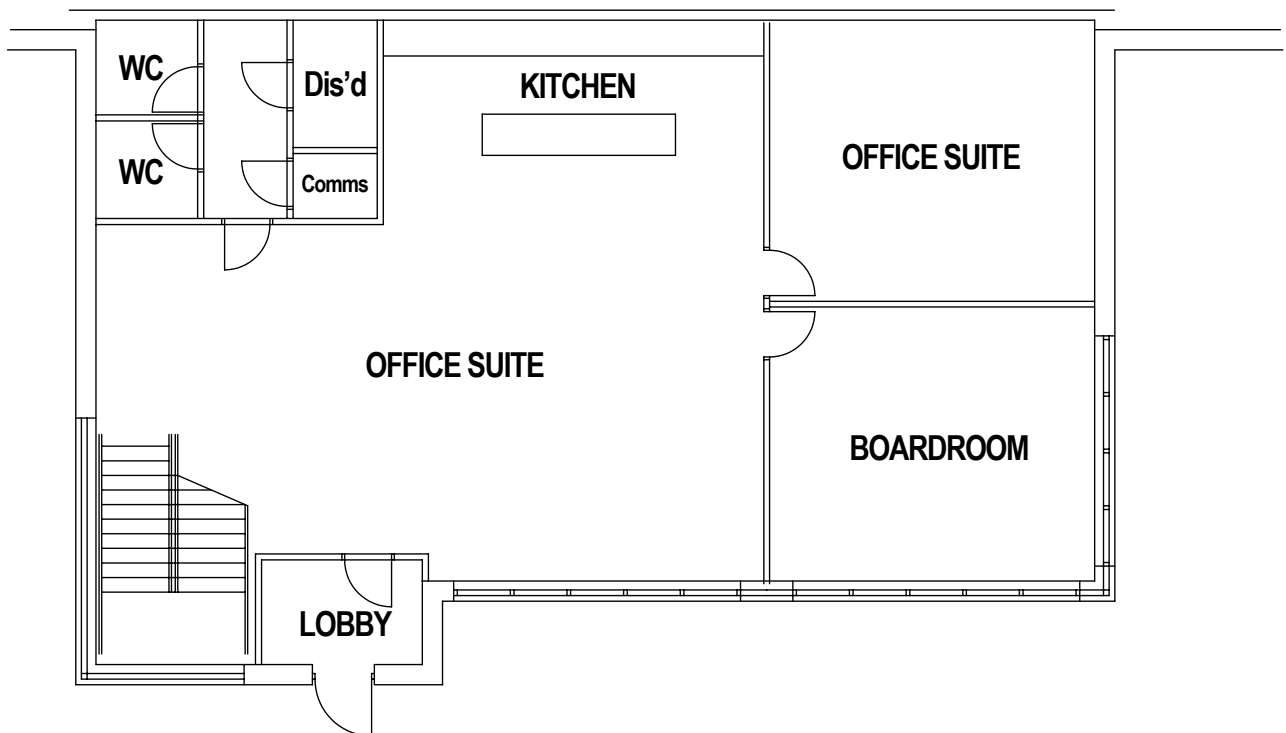 WC
Dis’d
KITCHEN
OFFICE SUITE
WC
Comms
OFFICE SUITE
BOARDROOM
LOBBY